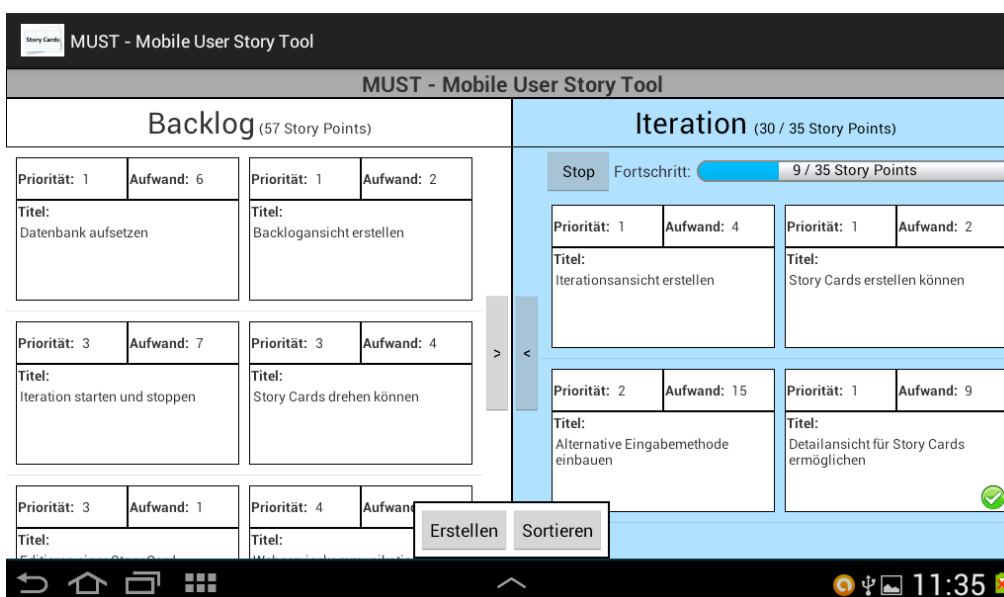 Story Cards
MUST - Mobile User Story Tool
MUST - Mobile User Story Tool
Backlog (57 Story Points)
Priorität: 1 Aufwand: 6
Titel:
Datenbank aufsetzen
Priorität: 1 Aufwand: 2
Titel:
Backlogansicht erstellen
Priorität: 3 Aufwand: 7
Titel:
Iteration starten und stoppen
Priorität: 3 Aufwand: 4
Titel:
Story Cards drehen können
Priorität: 3 Aufwand: 1
Titel:
Priorität: 4 Aufwand
Titel:
>
<
Iteration (30 / 35 Story Points)
Stop Fortschritt: 9 / 35 Story Points
Priorität: 1 Aufwand: 4
Titel:
Iterationsansicht erstellen
Priorität: 1 Aufwand: 2
Titel:
Story Cards erstellen können
Priorität: 2 Aufwand: 15
Titel:
Alternative Eingabemethode
einbauen
Priorität: 1 Aufwand: 9
Titel:
Detailansicht für Story Cards
ermöglichen
Erstellen Sortieren
11:35